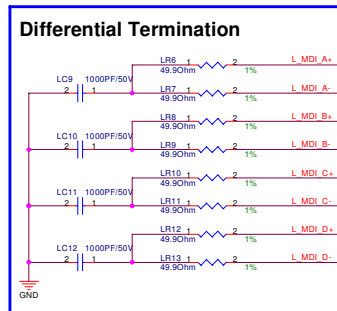 Differential Termination
LR6 1 2 L_MDI_A+
LC9 1000PF/50V 49.9Ohm 1%
2 1 LR7 1 2 L_MDI_A-
49.9Ohm 1%
LR8 1 2 L_MDI_B+
LC10 1000PF/50V 49.9Ohm 1%
2 1 LR9 1 2 L_MDI_B-
49.9Ohm 1%
LR10 1 2 L_MDI_C+
LC11 1000PF/50V 49.9Ohm 1%
2 1 LR11 1 2 L_MDI_C-
49.9Ohm 1%
LR12 1 2 L_MDI_D+
LC12 1000PF/50V 49.9Ohm 1%
2 1 LR13 1 2 L_MDI_D-
49.9Ohm 1%
GND